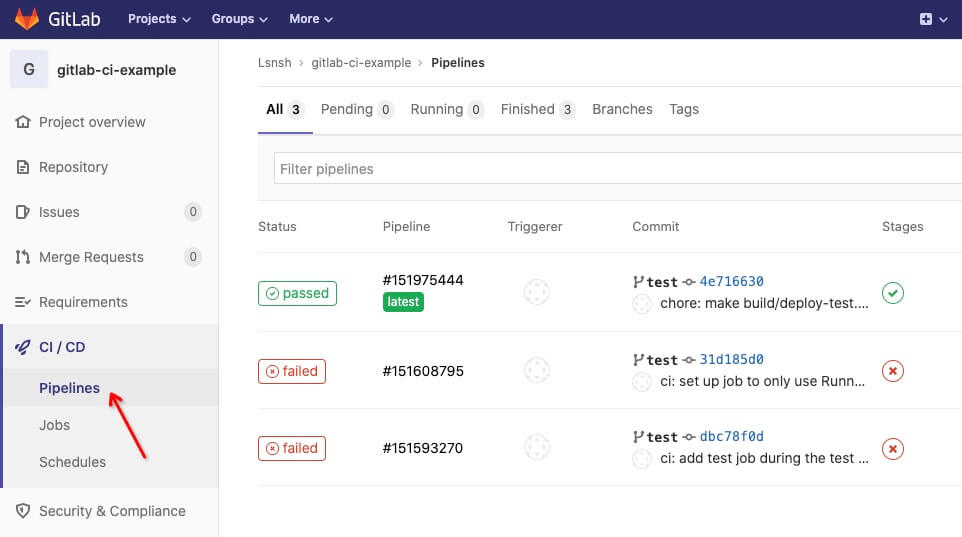 GitLab Projects Groups More
G gitlab-ci-example
Project overview
Repository
Issues 0
Merge Requests 0
Requirements
CI / CD
Pipelines
Jobs
Schedules
Security & Compliance
Lsnsh › gitlab-ci-example › Pipelines
All 3 Pending 0 Running 0 Finished 3 Branches Tags
Filter pipelines
Status Pipeline Triggerer Commit Stages
passed #151975444 latest test 4e716630
chore: make build/deploy-test....
failed #151608795 test 31d185d0
ci: set up job to only use Runn...
failed #151593270 test dbc78f0d
ci: add test job during the test ...